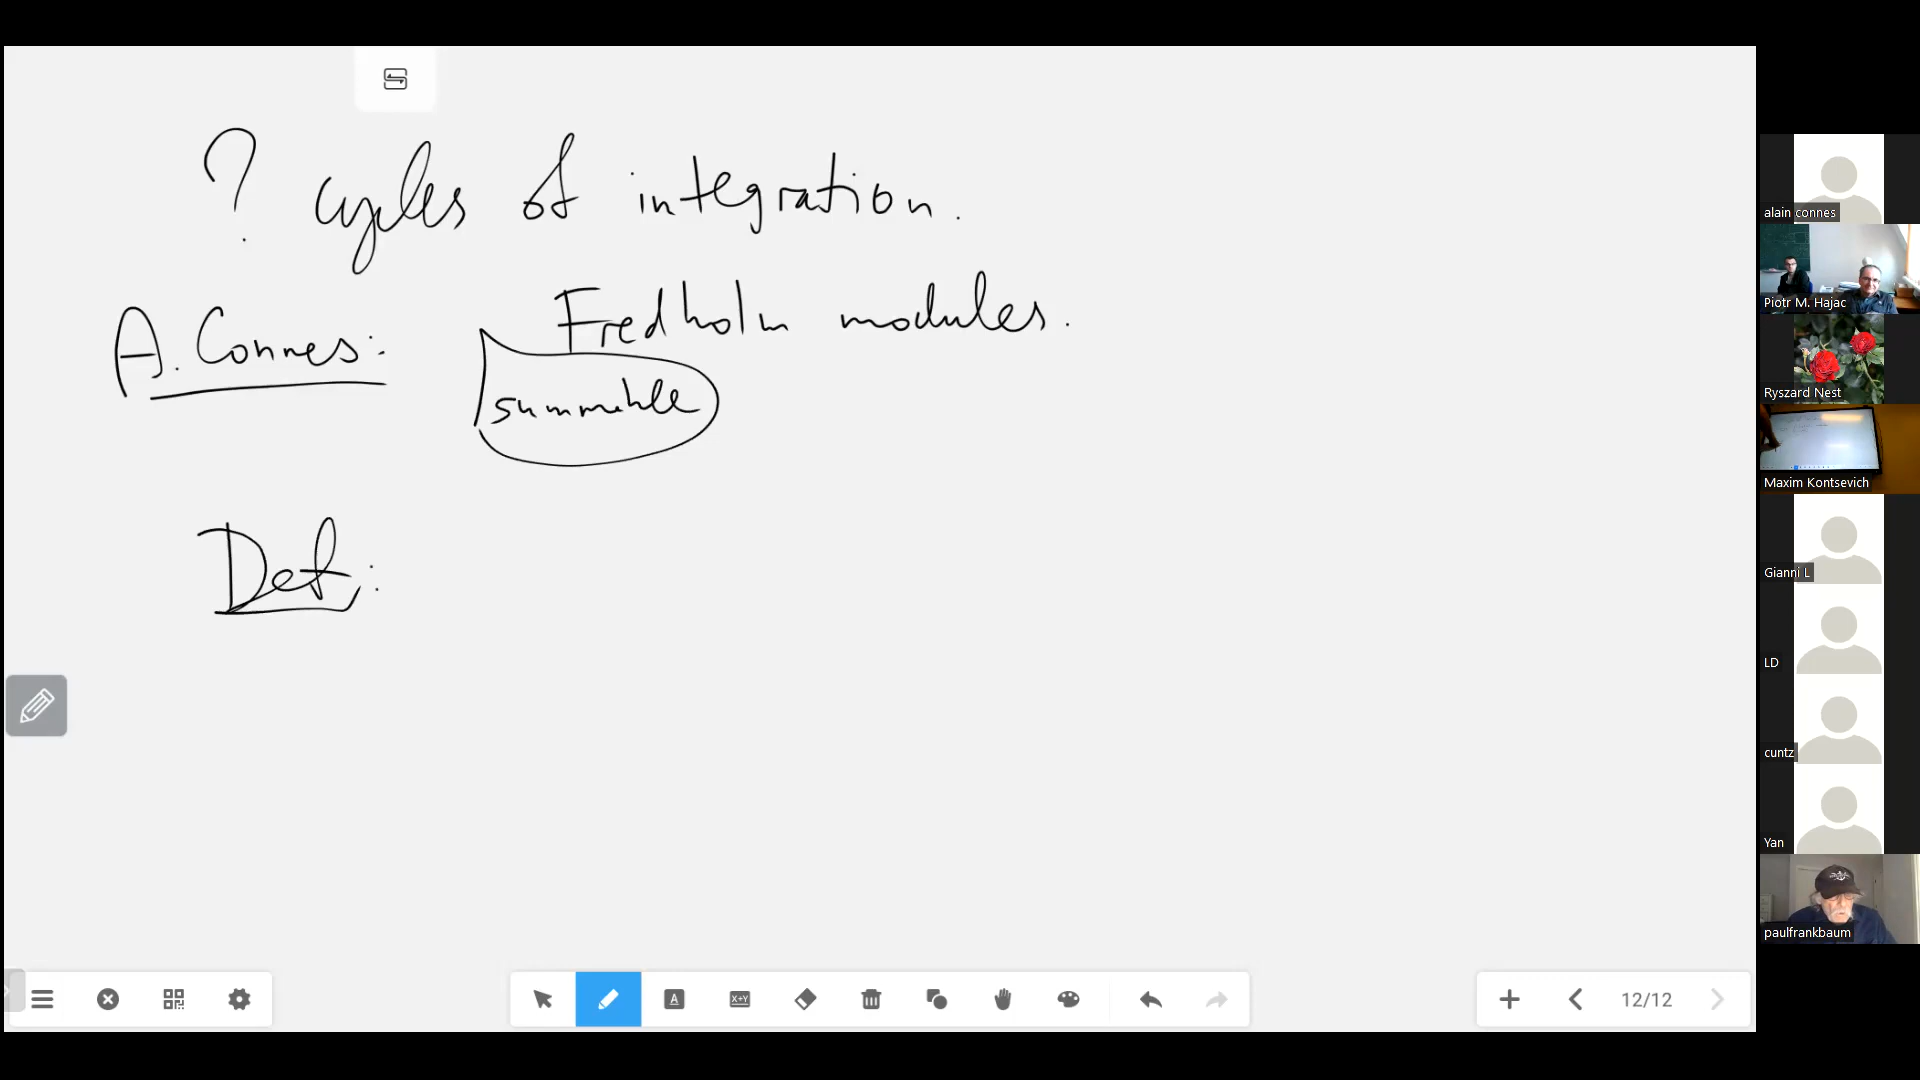 ? cycles of integration.
A. Connes:
Fredholm modules.
summable
Def:
alain connes
Piotr M. Hajac
Ryszard Nest
Maxim Kontsevich
Gianni L
LD
cuntz
Yan
paulfrankbaum
A
X+Y
12/12